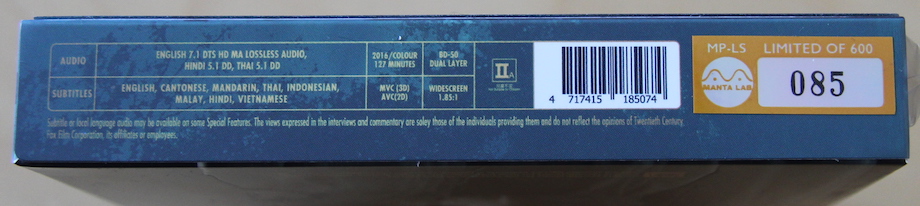 AUDIO
ENGLISH 7.1 DTS HD MA LOSSLESS AUDIO,
HINDI 5.1 DD, THAI 5.1 DD
2016/COLOUR
127 MINUTES
BD-50
DUAL LAYER
SUBTITLES
ENGLISH, CANTONESE, MANDARIN, THAI, INDONESIAN,
MALAY, HINDI, VIETNAMESE
MVC (3D)
AVC(2D)
WIDESCREEN
1.85:1
IIA
4 717415 185074
MP-LS LIMITED OF 600
MANTA LAB.
085
Subtitle or local language audio may be available on some Special Features. The views expressed in the interviews and commentary are soley those of the individuals providing them and do not reflect the opinions of Twentieth Century
Fox Film Corporation, its affiliates or employees.